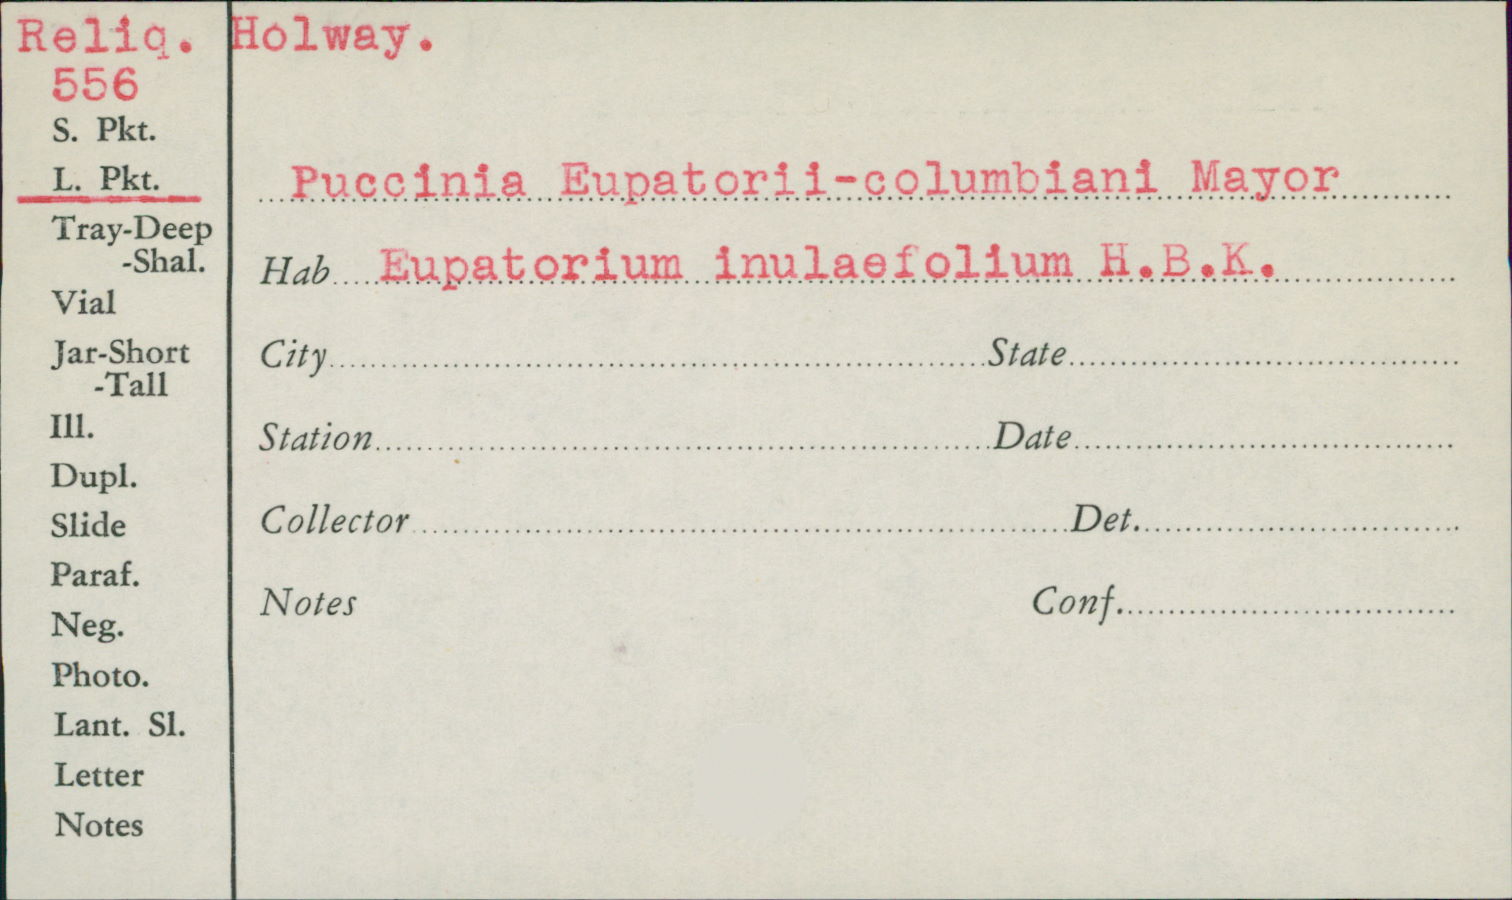 Reliq. Holway.
556
S. Pkt.
L. Pkt.
Puccinia Eupatorii-columbiani Mayor
Tray-Deep
-Shal.
Hab Eupatorium inulaefolium H.B.K.
Vial
Jar-Short
-Tall
City State
Ill.
Station Date
Dupl.
Slide
Collector Det.
Paraf.
Notes Conf.
Neg.
Photo.
Lant. Sl.
Letter
Notes